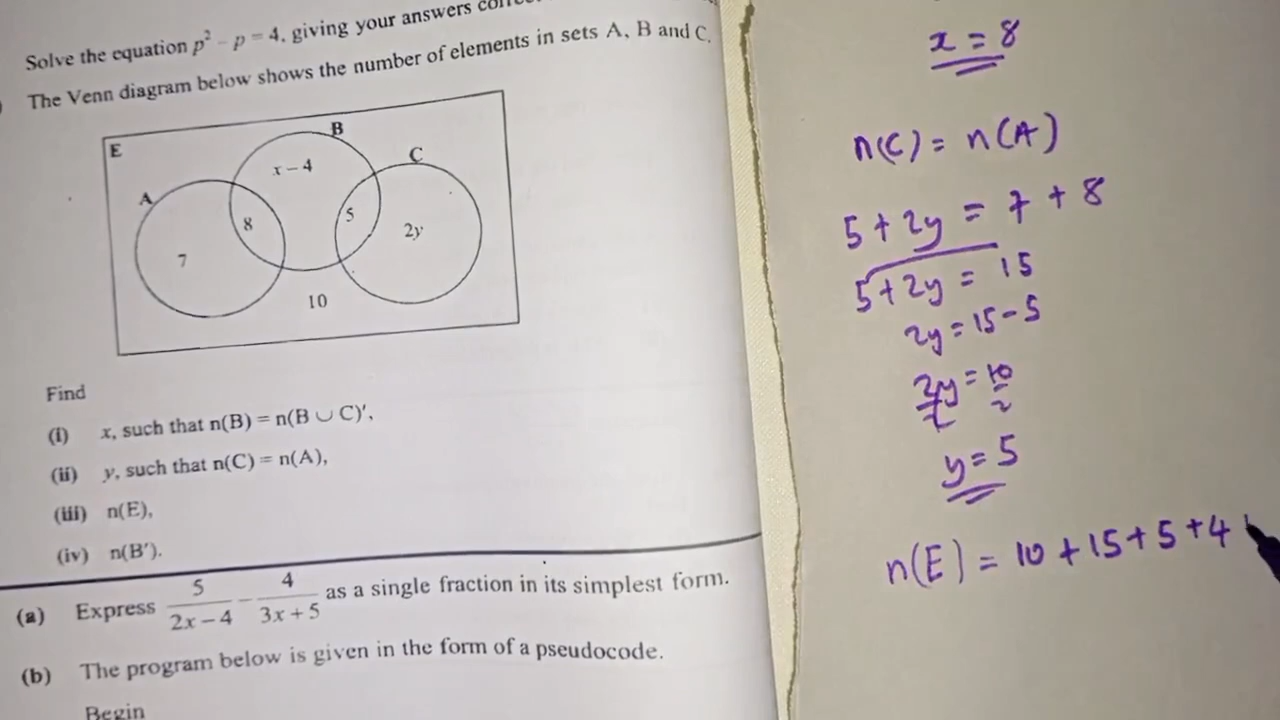 Solve the equation p² – p = 4, giving your answers
The Venn diagram below shows the number of elements in sets A, B and C.
E
A
B
C
x – 4
8
5
7
2y
10
Find
(i) x, such that n(B) = n(B ∪ C)′,
(ii) y, such that n(C) = n(A),
(iii) n(E),
(iv) n(B′).
(a) Express 5/(2x – 4) – 4/(3x + 5) as a single fraction in its simplest form.
(b) The program below is given in the form of a pseudocode.
Begin
x = 8
n(C) = n(A)
5 + 2y = 7 + 8
5 + 2y = 15
2y = 15 - 5
2y/2 = 10/2
y = 5
n(E) = 10 + 15 + 5 + 4